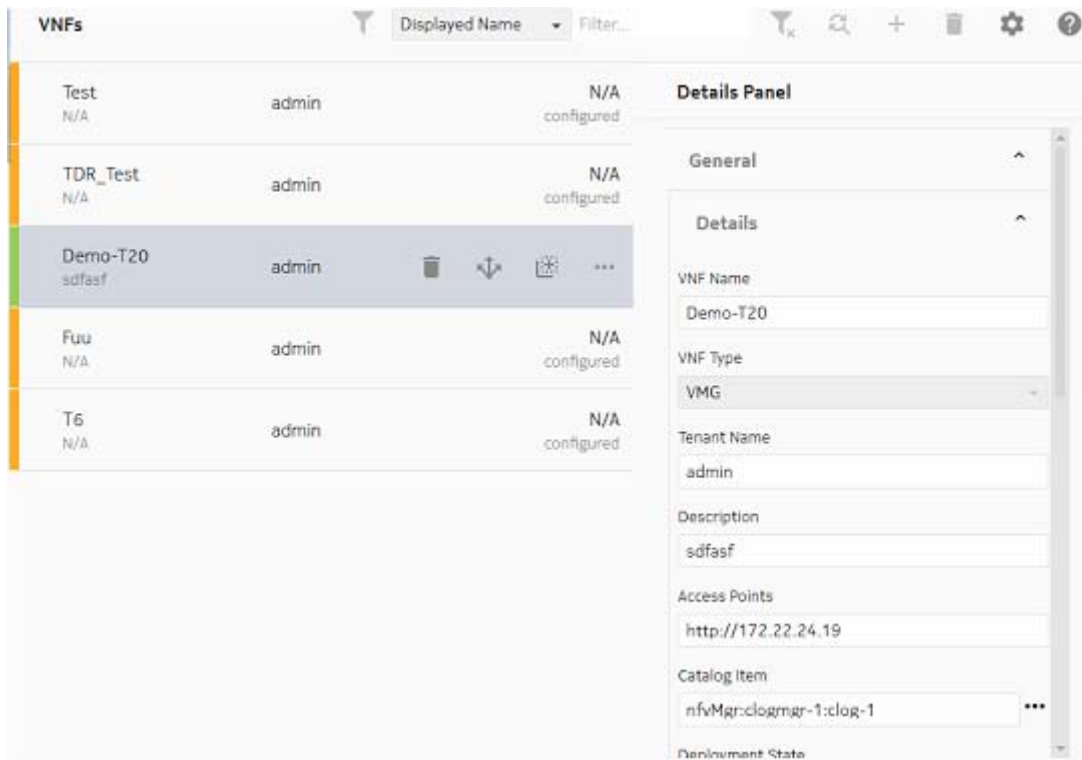 VNFs
Displayed Name
Filter...
Test
N/A
admin
N/A
configured
TDR_Test
N/A
admin
N/A
configured
Demo-T20
sdfasf
admin
Fuu
N/A
admin
N/A
configured
T6
N/A
admin
N/A
configured
Details Panel
General
Details
VNF Name
Demo-T20
VNF Type
VMG
Tenant Name
admin
Description
sdfasf
Access Points
http://172.22.24.19
Catalog Item
nfvMgr:clogmgr-1:clog-1
Deployment State